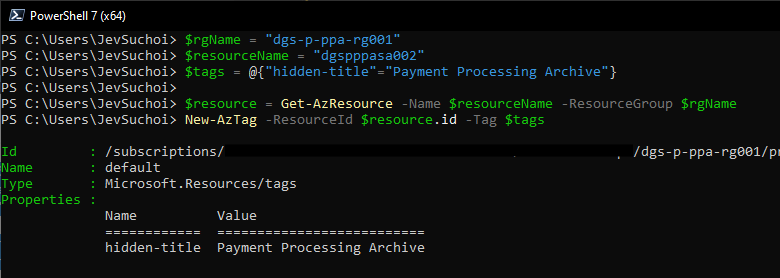 PowerShell 7 (x64)
PS C:\Users\JevSuchoi> $rgName = "dgs-p-ppa-rg001"
PS C:\Users\JevSuchoi> $resourceName = "dgspppasa002"
PS C:\Users\JevSuchoi> $tags = @{"hidden-title"="Payment Processing Archive"}
PS C:\Users\JevSuchoi>
PS C:\Users\JevSuchoi> $resource = Get-AzResource -Name $resourceName -ResourceGroup $rgName
PS C:\Users\JevSuchoi> New-AzTag -ResourceId $resource.id -Tag $tags
Id : /subscriptions/ /dgs-p-ppa-rg001/p
Name : default
Type : Microsoft.Resources/tags
Properties :
Name Value
============ ==========================
hidden-title Payment Processing Archive